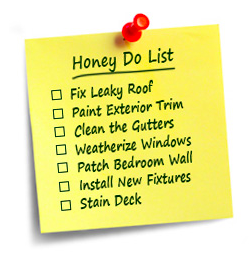 Honey Do List
Fix Leaky Roof
Paint Exterior Trim
Clean the Gutters
Weatherize Windows
Patch Bedroom Wall
Install New Fixtures
Stain Deck